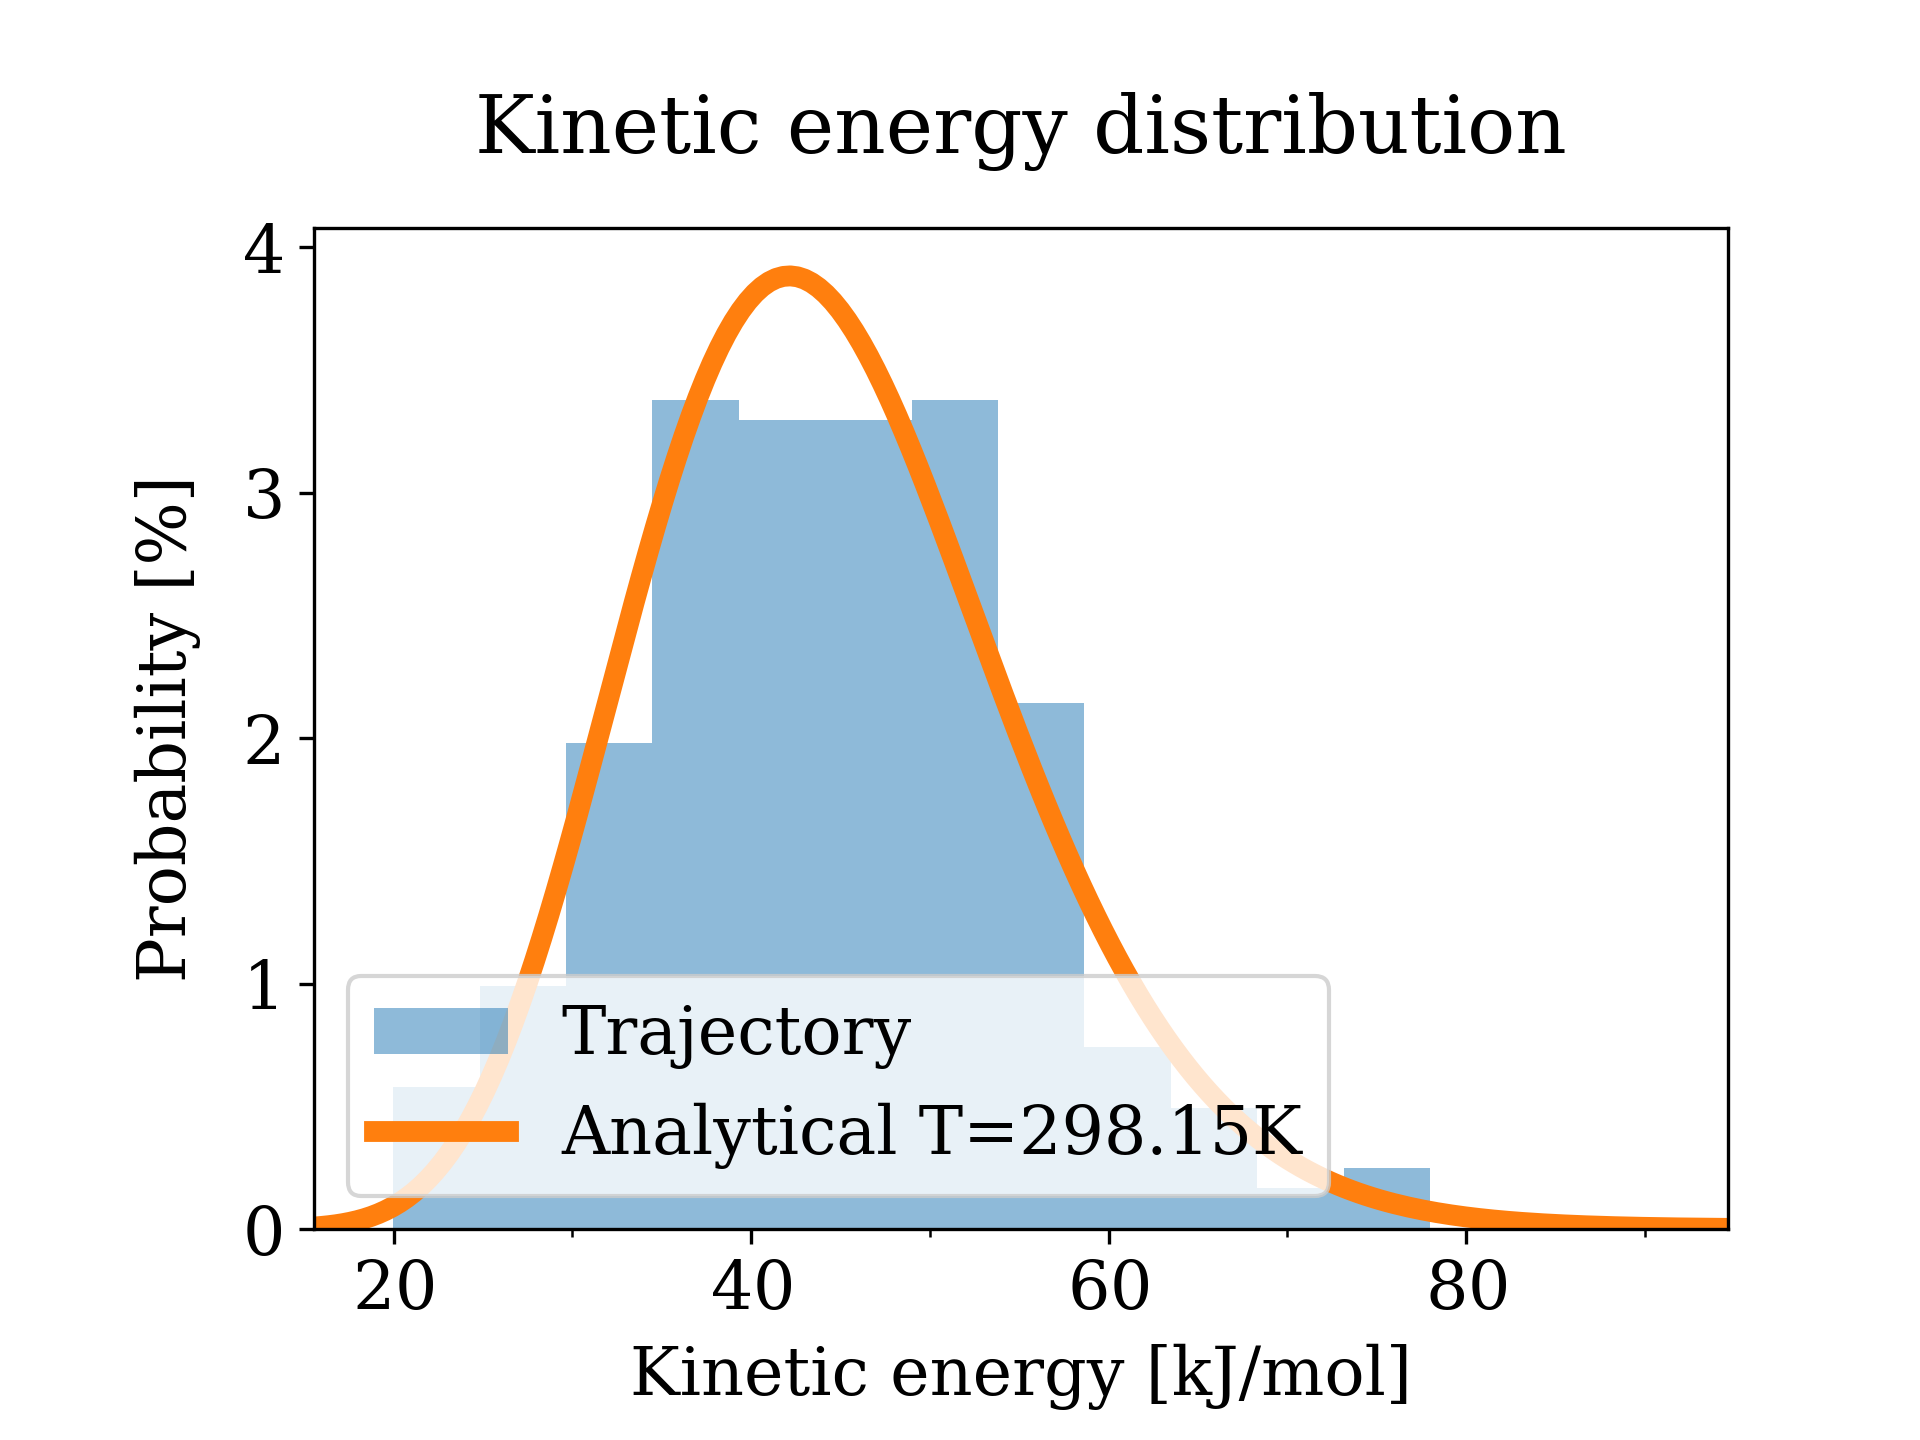 Kinetic energy distribution
4
3
2
1
0
Probability [%]
Trajectory
Analytical T=298.15K
20 40 60 80
Kinetic energy [kJ/mol]